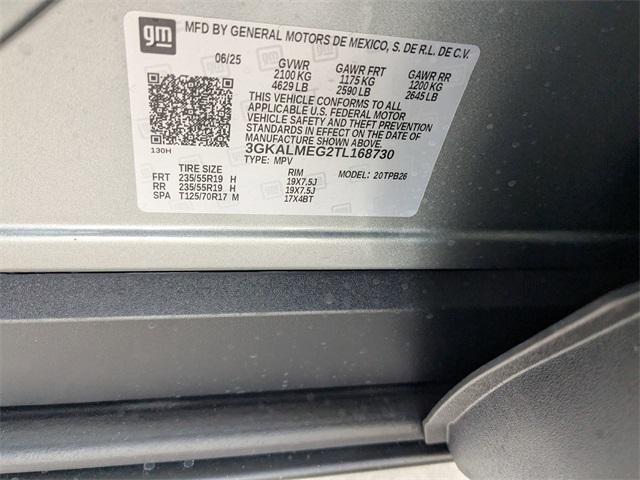 gm
MFD BY GENERAL MOTORS DE MEXICO, S. DE R.L. DE C.V.
06/25 GVWR GAWR FRT GAWR RR
2100 KG 1175 KG 1200 KG
4629 LB 2590 LB 2645 LB
THIS VEHICLE CONFORMS TO ALL
APPLICABLE U.S. FEDERAL MOTOR
VEHICLE SAFETY AND THEFT PREVENTION
STANDARDS IN EFFECT ON THE DATE OF
MANUFACTURE SHOWN ABOVE.
3GKALMEG2TL168730
130H
TYPE: MPV MODEL: 20TPB26
TIRE SIZE RIM
FRT 235/55R19 H 19X7.5J
RR 235/55R19 H 19X7.5J
SPA T125/70R17 M 17X4BT